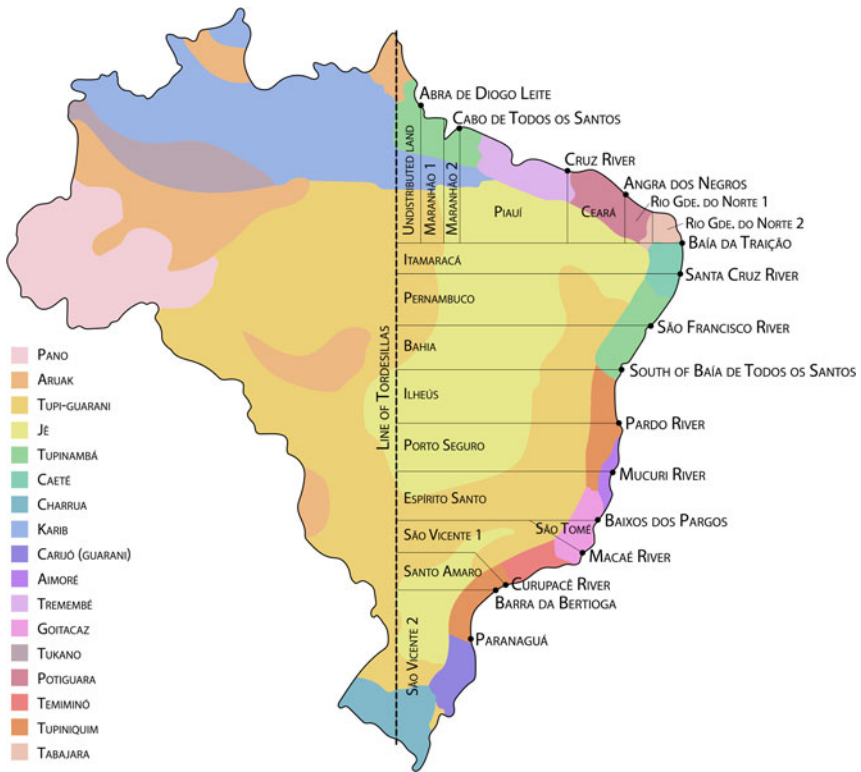 Abra de Diogo Leite
Cabo de Todos os Santos
Cruz River
Angra dos Negros
Rio Gde. do Norte 1
Rio Gde. do Norte 2
Baía da Traição
Santa Cruz River
São Francisco River
South of Baía de Todos os Santos
Pardo River
Mucuri River
Baixos dos Pargos
Macaé River
Curupacê River
Barra da Bertioga
Paranaguá
Undistributed land
Maranhão 1
Maranhão 2
Piauí
Ceará
Itamaracá
Pernambuco
Bahia
Ilheús
Porto Seguro
Espírito Santo
São Tomé
São Vicente 1
Santo Amaro
São Vicente 2
Line of Tordesillas
Pano
Aruak
Tupi-guarani
Jê
Tupinambá
Caeté
Charrua
Karib
Carijó (guarani)
Aimoré
Tremembé
Goitacaz
Tukano
Potiguara
Temiminó
Tupiniquim
Tabajara